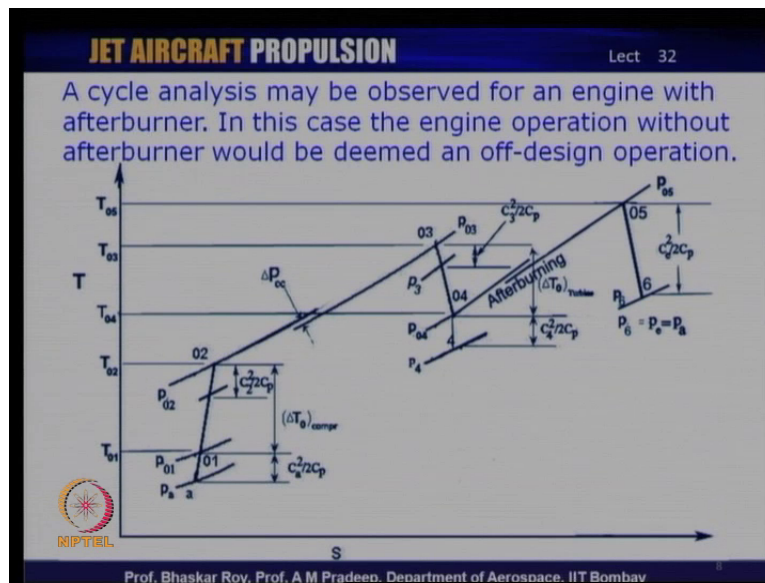 JET AIRCRAFT PROPULSION
Lect 32
A cycle analysis may be observed for an engine with
afterburner. In this case the engine operation without
afterburner would be deemed an off-design operation.
T₀₅
T₀₃
T
T₀₄
T₀₂
T₀₁
P₀₅
05
C₃²/2Cₚ
03
P₀₃
P₃
ΔP_cc
04
Afterburning
(ΔT₀)Turbine
Cₑ²/2Cₚ
6
P₆
P₆ = Pₑ = Pₐ
P₀₄
4
C₄²/2Cₚ
P₄
02
P₀₂
C₂²/2Cₚ
(ΔT₀)compr
P₀₁
01
Cₐ²/2Cₚ
Pₐ
a
S
NPTEL
8
Prof. Bhaskar Roy, Prof. A M Pradeep, Department of Aerospace, IIT Bombay